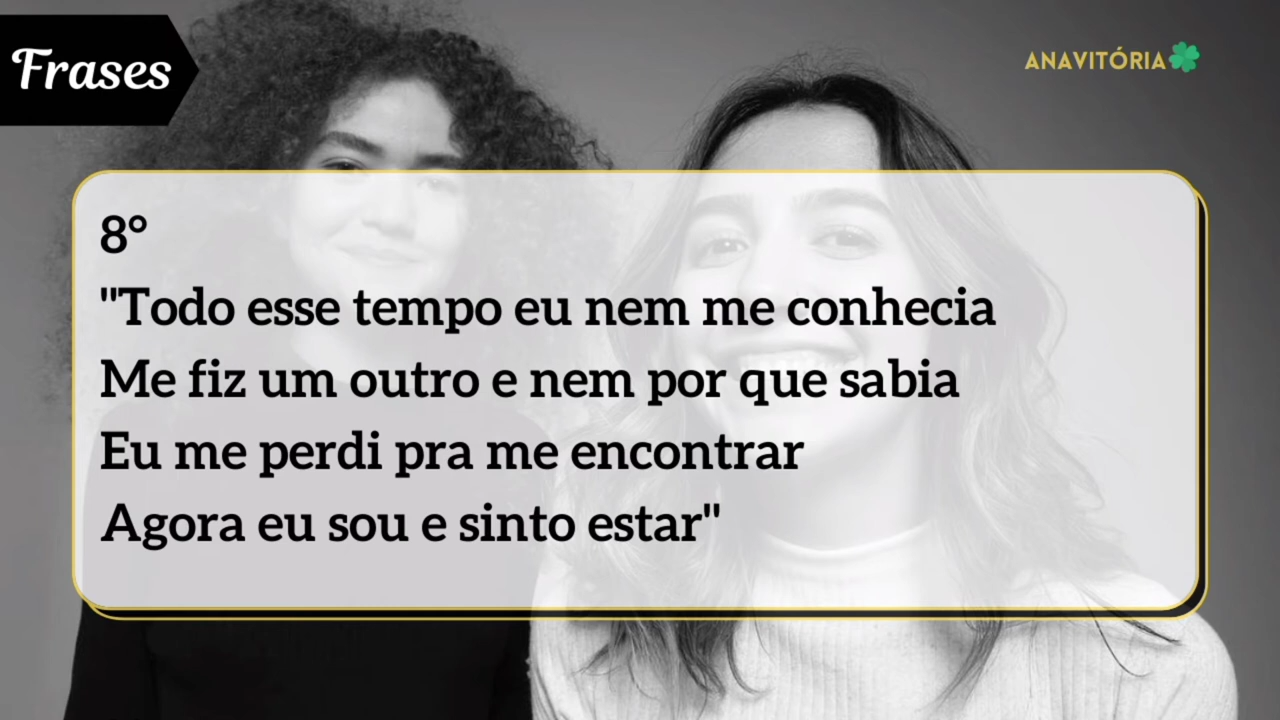 Frases
ANAVITÓRIA
8°
"Todo esse tempo eu nem me conhecia
Me fiz um outro e nem por que sabia
Eu me perdi pra me encontrar
Agora eu sou e sinto estar"